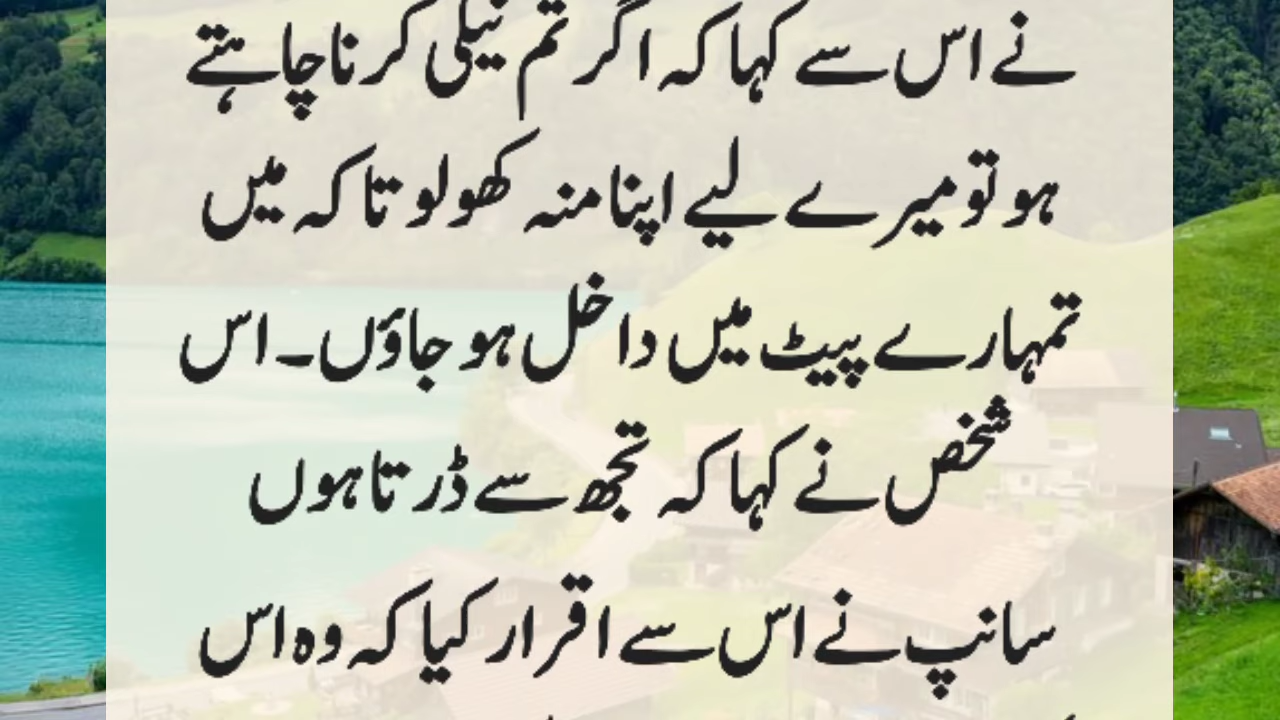 نے اس سے کہا کہ اگر تم نیکی کرنا چاہتے
ہو تو میرے لیے اپنا منہ کھولو تاکہ میں
تمہارے پیٹ میں داخل ہو جاؤں۔ اس
شخص نے کہا کہ تجھ سے ڈرتا ہوں
سانپ نے اس سے اقرار کیا کہ وہ اس